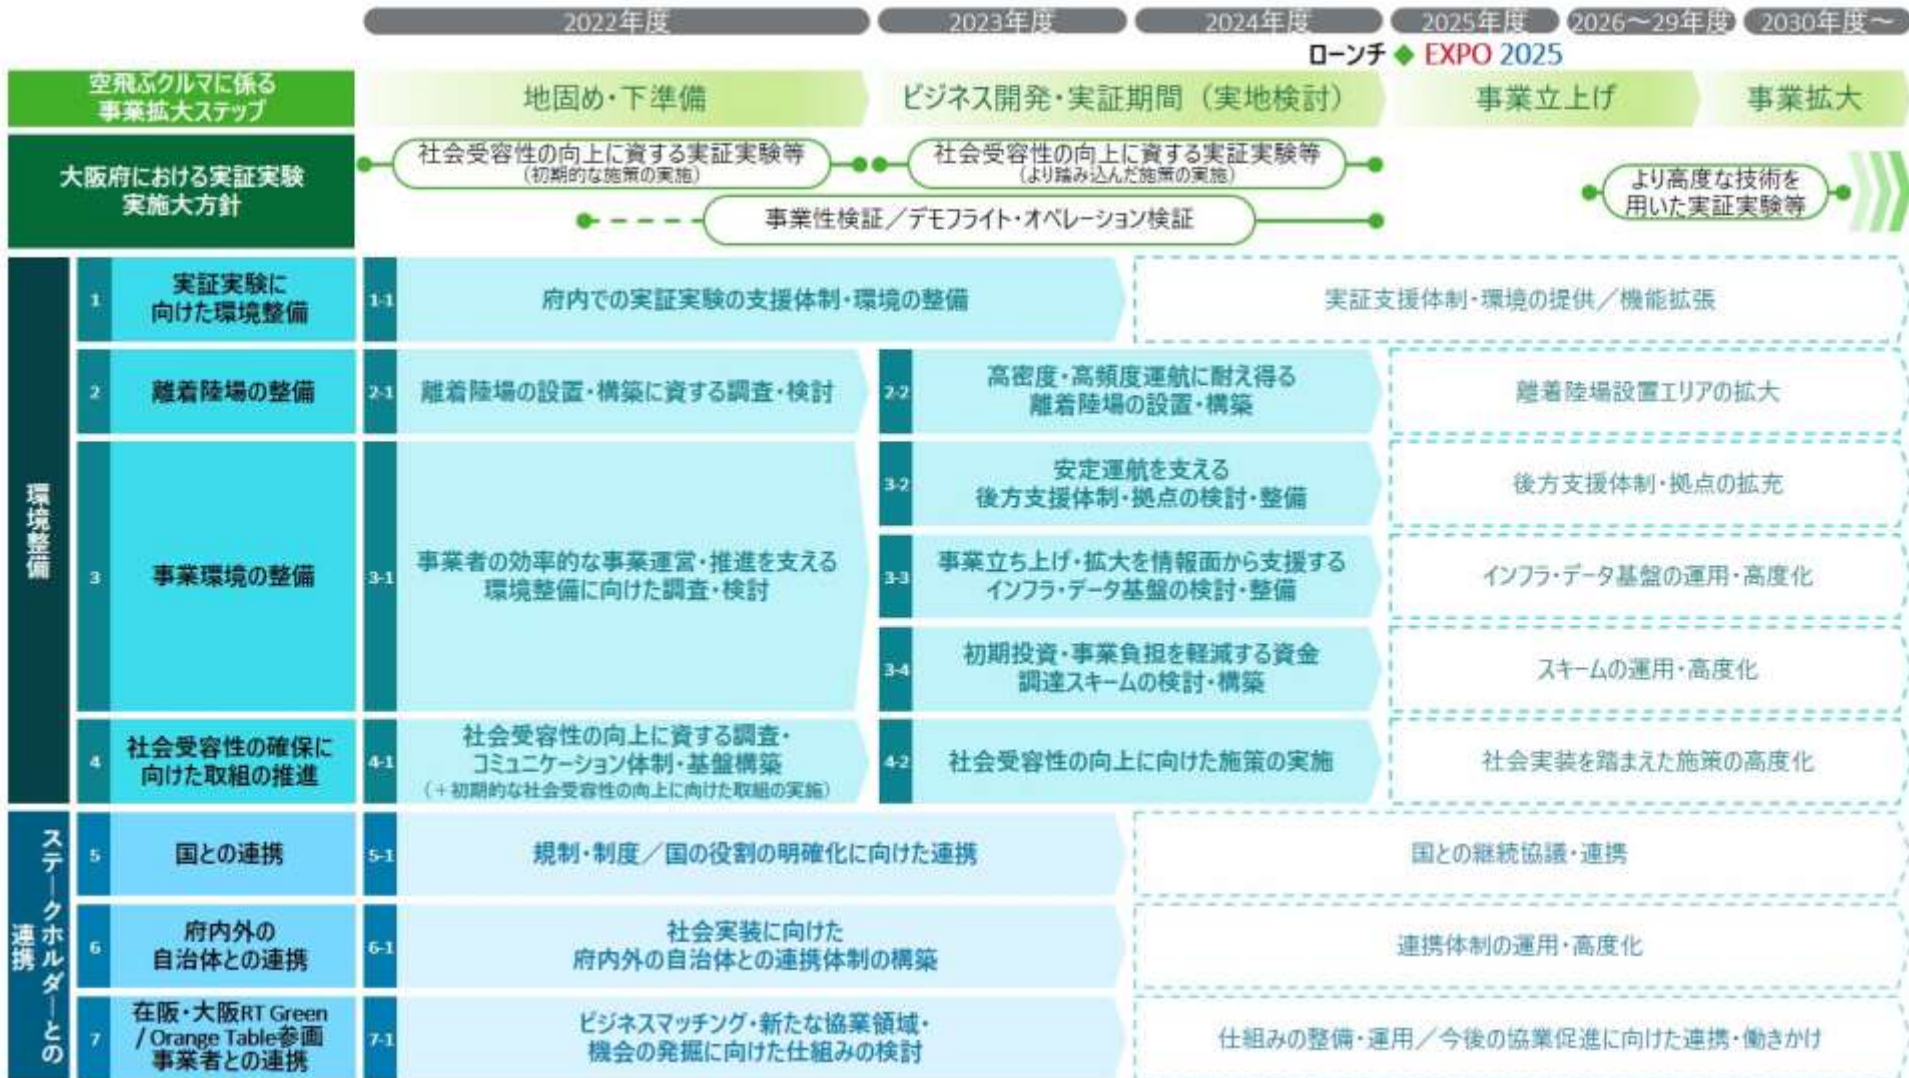 2022年度
2023年度
2024年度
2025年度
2026～29年度
2030年度～
ローンチ ◆ EXPO 2025
空飛ぶクルマに係る
事業拡大ステップ
地固め・下準備
ビジネス開発・実証期間（実地検討）
事業立上げ
事業拡大
大阪府における実証実験
実施大方針
社会受容性の向上に資する実証実験等
（初期的な施策の実施）
社会受容性の向上に資する実証実験等
（より踏み込んだ施策の実施）
事業性検証／デモフライト・オペレーション検証
より高度な技術を
用いた実証実験等
環境整備
1
実証実験に
向けた環境整備
1-1
府内での実証実験の支援体制・環境の整備
実証支援体制・環境の提供／機能拡張
2
離着陸場の整備
2-1
離着陸場の設置・構築に資する調査・検討
2-2
高密度・高頻度運航に耐え得る
離着陸場の設置・構築
離着陸場設置エリアの拡大
3
事業環境の整備
3-1
事業者の効率的な事業運営・推進を支える
環境整備に向けた調査・検討
3-2
安定運航を支える
後方支援体制・拠点の検討・整備
後方支援体制・拠点の拡充
3-3
事業立ち上げ・拡大を情報面から支援する
インフラ・データ基盤の検討・整備
インフラ・データ基盤の運用・高度化
3-4
初期投資・事業負担を軽減する資金
調達スキームの検討・構築
スキームの運用・高度化
4
社会受容性の確保に
向けた取組の推進
4-1
社会受容性の向上に資する調査・
コミュニケーション体制・基盤構築
（＋初期的な社会受容性の向上に向けた取組の実施）
4-2
社会受容性の向上に向けた施策の実施
社会実装を踏まえた施策の高度化
ステークホルダーとの
連携
5
国との連携
5-1
規制・制度／国の役割の明確化に向けた連携
国との継続協議・連携
6
府内外の
自治体との連携
6-1
社会実装に向けた
府内外の自治体との連携体制の構築
連携体制の運用・高度化
7
在阪・大阪RT Green
/ Orange Table参画
事業者との連携
7-1
ビジネスマッチング・新たな協業領域・
機会の発掘に向けた仕組みの検討
仕組みの整備・運用／今後の協業促進に向けた連携・働きかけ